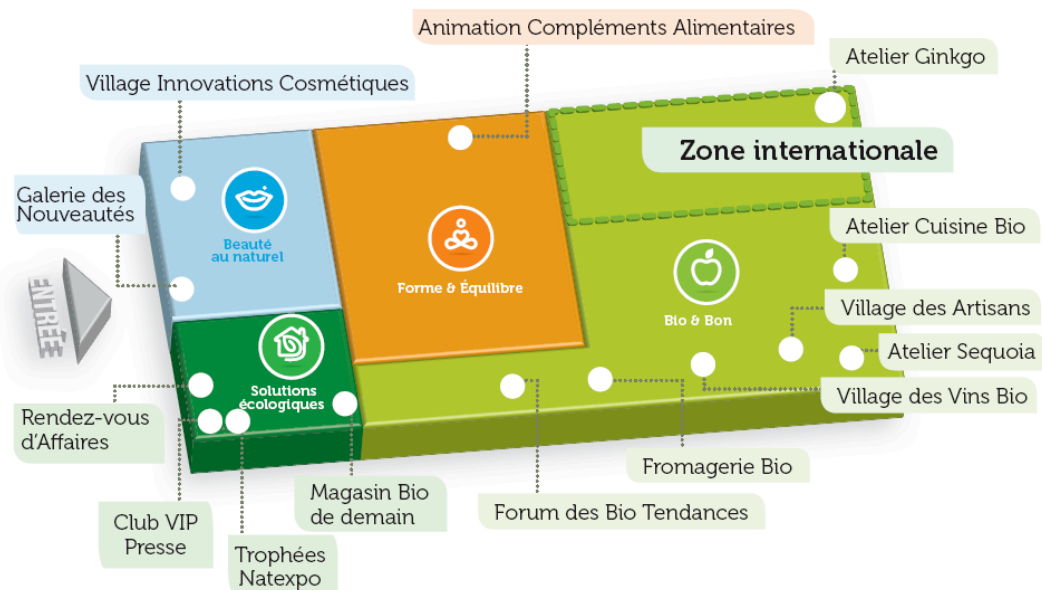 Animation Compléments Alimentaires
Atelier Ginkgo
Village Innovations Cosmétiques
Zone internationale
Galerie des
Nouveautés
Beauté
au naturel
Atelier Cuisine Bio
ENTRÉE
Forme & Équilibre
Bio & Bon
Village des Artisans
Atelier Sequoia
Solutions
écologiques
Village des Vins Bio
Rendez-vous
d'Affaires
Fromagerie Bio
Magasin Bio
de demain
Forum des Bio Tendances
Club VIP
Presse
Trophées
Natexpo